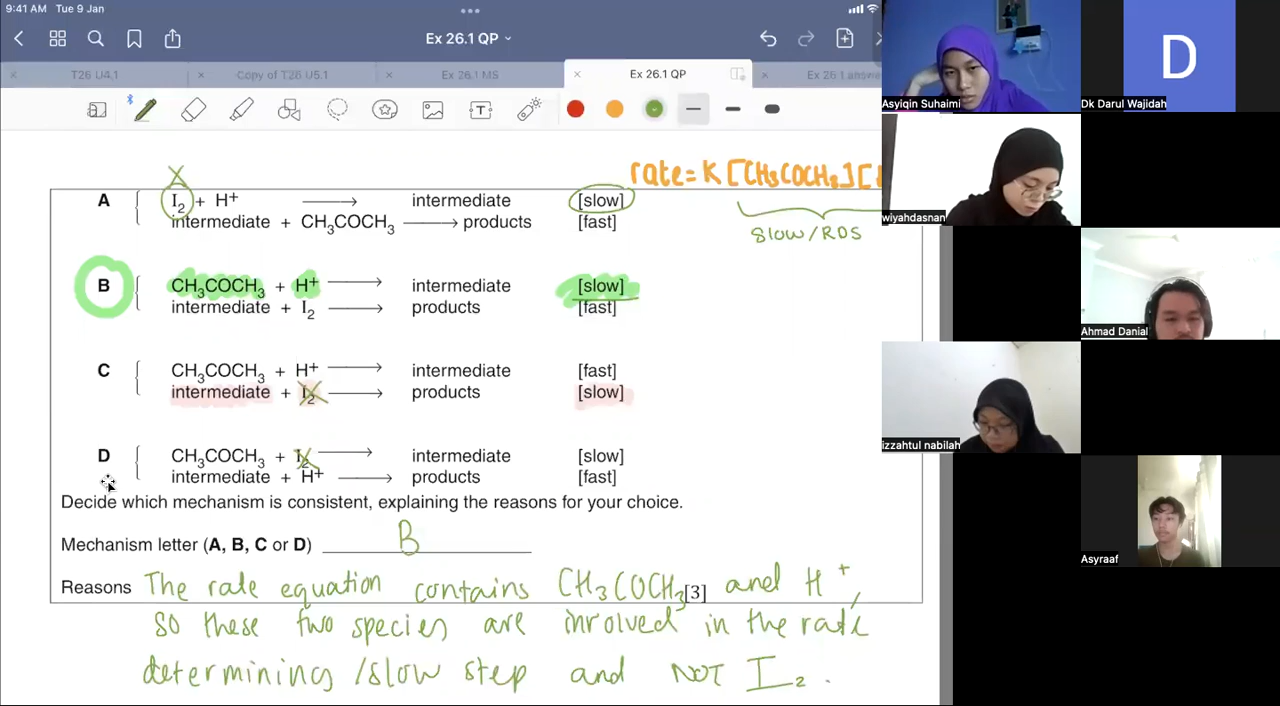 9:41 AM Tue 9 Jan
Ex 26.1 QP
T26 U4.1
Copy of T26 U5.1
Ex 26.1 MS
Ex 26.1 QP
Ex 26.1 answe
X
rate=K[CH₃COCH₃][
A I₂ + H⁺ → intermediate [slow]
intermediate + CH₃COCH₃ → products [fast]
slow/RDS
B CH₃COCH₃ + H⁺ → intermediate [slow]
intermediate + I₂ → products [fast]
C CH₃COCH₃ + H⁺ → intermediate [fast]
intermediate + I₂ → products [slow]
D CH₃COCH₃ + I₂ → intermediate [slow]
intermediate + H⁺ → products [fast]
Decide which mechanism is consistent, explaining the reasons for your choice.
Mechanism letter (A, B, C or D) B
Reasons The rate equation contains CH₃COCH₃ and H⁺,
[3]
so these two species are involved in the rate
determining/slow step and NOT I₂.
Asyiqin Suhaimi
D
Dk Darul Wajidah
wiyahdasnan
Ahmad Danial
izzahtul nabilah
Asyraaf